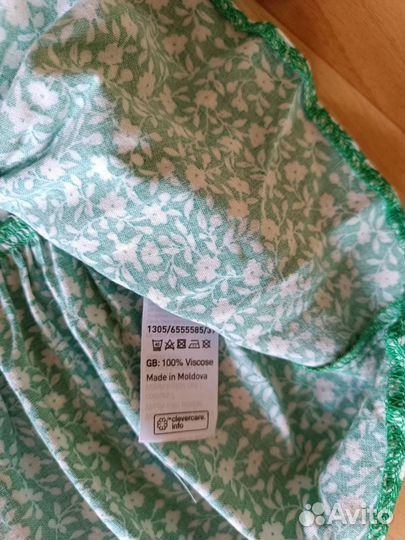 1305/6555585/3
GB: 100% Viscose
Made in Moldova
clevercare.
info
Avito